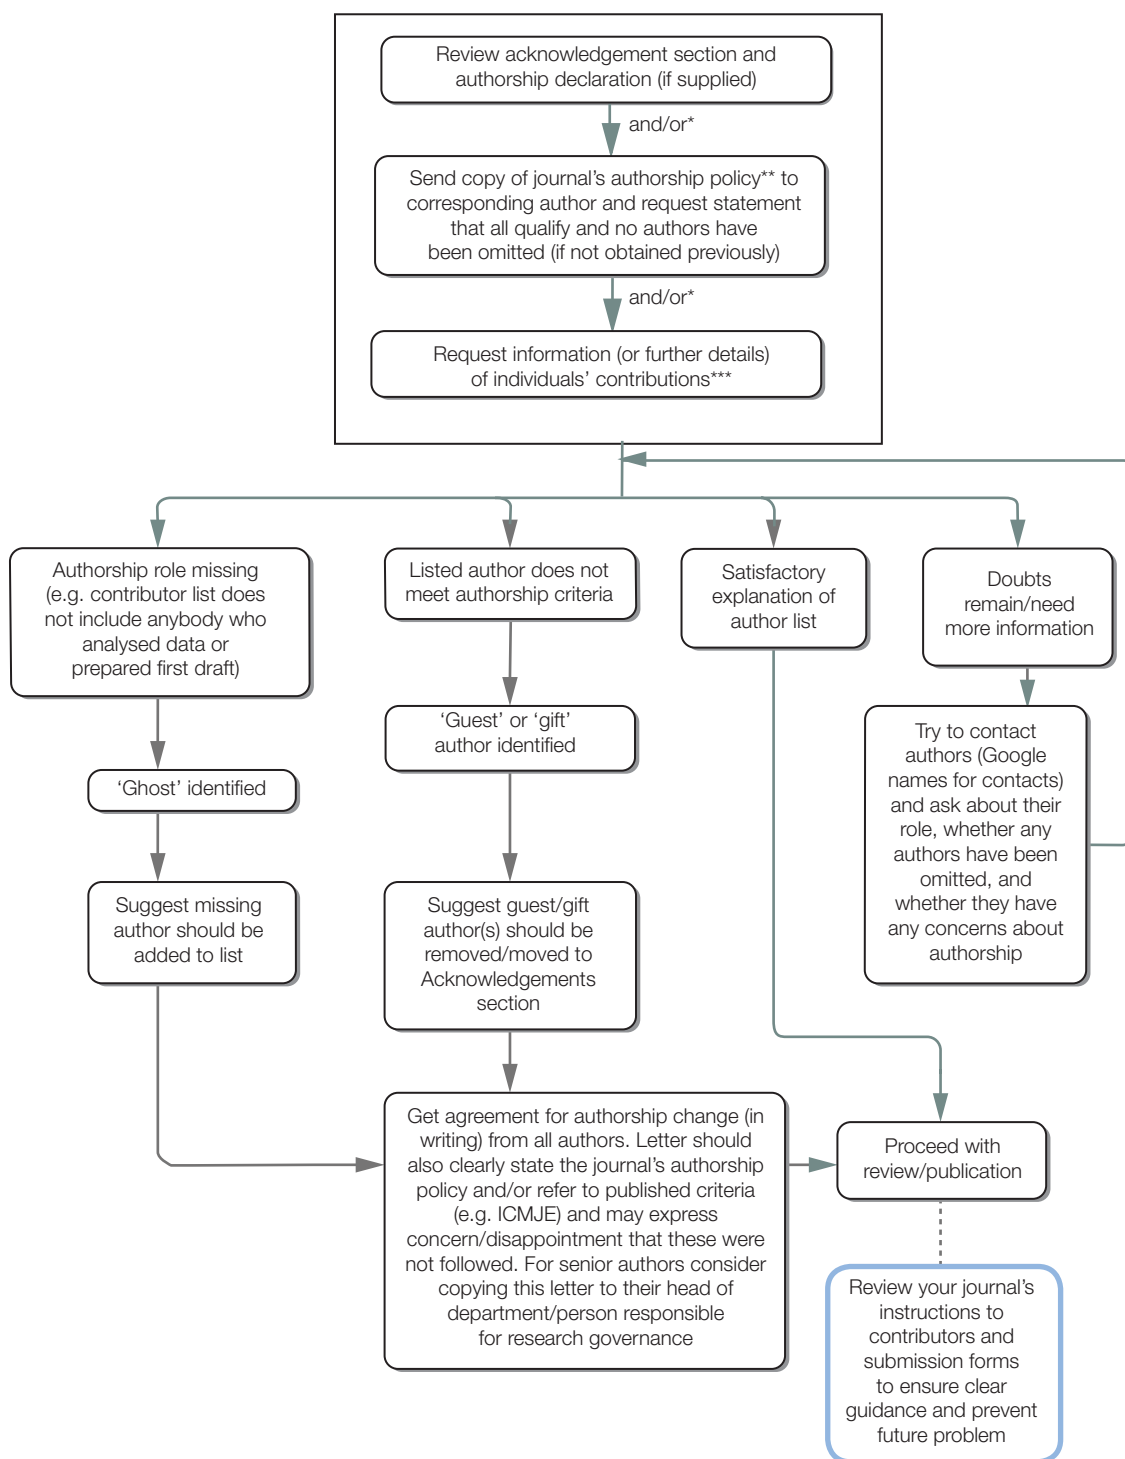 Review acknowledgement section and
authorship declaration (if supplied)
and/or*
Send copy of journal's authorship policy** to
corresponding author and request statement
that all qualify and no authors have
been omitted (if not obtained previously)
and/or*
Request information (or further details)
of individuals' contributions***
Authorship role missing
(e.g. contributor list does
not include anybody who
analysed data or
prepared first draft)
'Ghost' identified
Suggest missing
author should be
added to list
Listed author does not
meet authorship criteria
'Guest' or 'gift'
author identified
Suggest guest/gift
author(s) should be
removed/moved to
Acknowledgements
section
Get agreement for authorship change (in
writing) from all authors. Letter should
also clearly state the journal's authorship
policy and/or refer to published criteria
(e.g. ICMJE) and may express
concern/disappointment that these were
not followed. For senior authors consider
copying this letter to their head of
department/person responsible
for research governance
Satisfactory
explanation of
author list
Doubts
remain/need
more information
Try to contact
authors (Google
names for contacts)
and ask about their
role, whether any
authors have been
omitted, and
whether they have
any concerns about
authorship
Proceed with
review/publication
Review your journal's
instructions to
contributors and
submission forms
to ensure clear
guidance and prevent
future problem